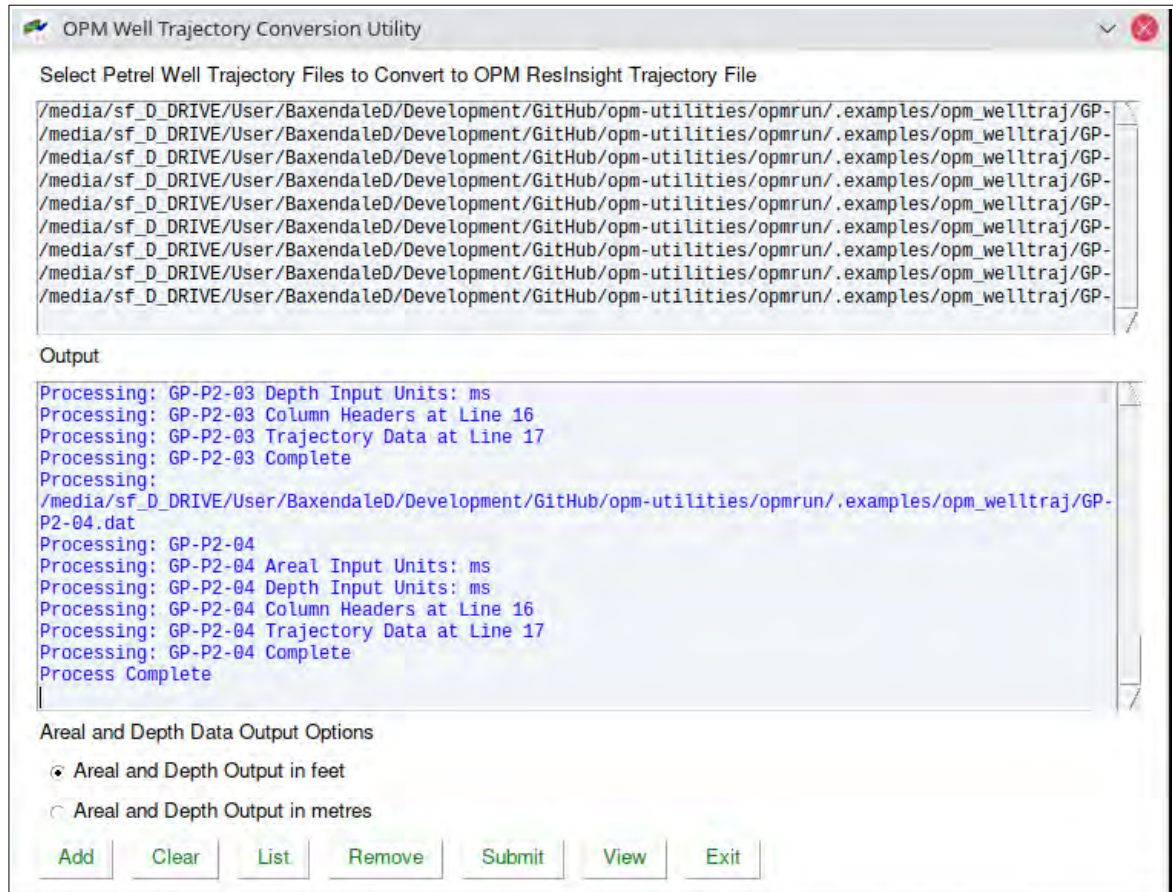 OPM Well Trajectory Conversion Utility
Select Petrel Well Trajectory Files to Convert to OPM ResInsight Trajectory File
/media/sf_D_DRIVE/User/BaxendaleD/Development/GitHub/opm-utilities/opmrun/.examples/opm_welltraj/GP-
/media/sf_D_DRIVE/User/BaxendaleD/Development/GitHub/opm-utilities/opmrun/.examples/opm_welltraj/GP-
/media/sf_D_DRIVE/User/BaxendaleD/Development/GitHub/opm-utilities/opmrun/.examples/opm_welltraj/GP-
/media/sf_D_DRIVE/User/BaxendaleD/Development/GitHub/opm-utilities/opmrun/.examples/opm_welltraj/GP-
/media/sf_D_DRIVE/User/BaxendaleD/Development/GitHub/opm-utilities/opmrun/.examples/opm_welltraj/GP-
/media/sf_D_DRIVE/User/BaxendaleD/Development/GitHub/opm-utilities/opmrun/.examples/opm_welltraj/GP-
/media/sf_D_DRIVE/User/BaxendaleD/Development/GitHub/opm-utilities/opmrun/.examples/opm_welltraj/GP-
/media/sf_D_DRIVE/User/BaxendaleD/Development/GitHub/opm-utilities/opmrun/.examples/opm_welltraj/GP-
/media/sf_D_DRIVE/User/BaxendaleD/Development/GitHub/opm-utilities/opmrun/.examples/opm_welltraj/GP-
Output
Processing: GP-P2-03 Depth Input Units: ms
Processing: GP-P2-03 Column Headers at Line 16
Processing: GP-P2-03 Trajectory Data at Line 17
Processing: GP-P2-03 Complete
Processing:
/media/sf_D_DRIVE/User/BaxendaleD/Development/GitHub/opm-utilities/opmrun/.examples/opm_welltraj/GP-
P2-04.dat
Processing: GP-P2-04
Processing: GP-P2-04 Areal Input Units: ms
Processing: GP-P2-04 Depth Input Units: ms
Processing: GP-P2-04 Column Headers at Line 16
Processing: GP-P2-04 Trajectory Data at Line 17
Processing: GP-P2-04 Complete
Process Complete
Areal and Depth Data Output Options
Areal and Depth Output in feet
Areal and Depth Output in metres
Add Clear List Remove Submit View Exit